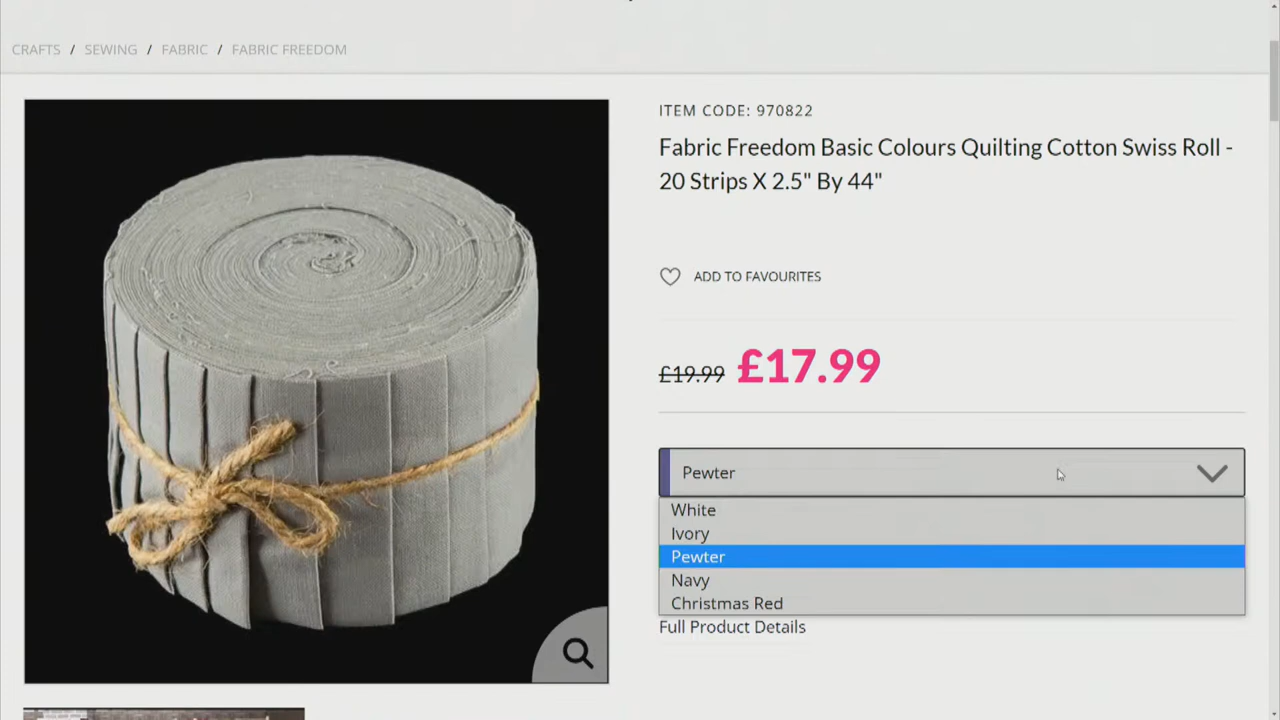 CRAFTS / SEWING / FABRIC / FABRIC FREEDOM
ITEM CODE: 970822
Fabric Freedom Basic Colours Quilting Cotton Swiss Roll -
20 Strips X 2.5" By 44"
ADD TO FAVOURITES
£19.99 £17.99
Pewter
White
Ivory
Pewter
Navy
Christmas Red
Full Product Details